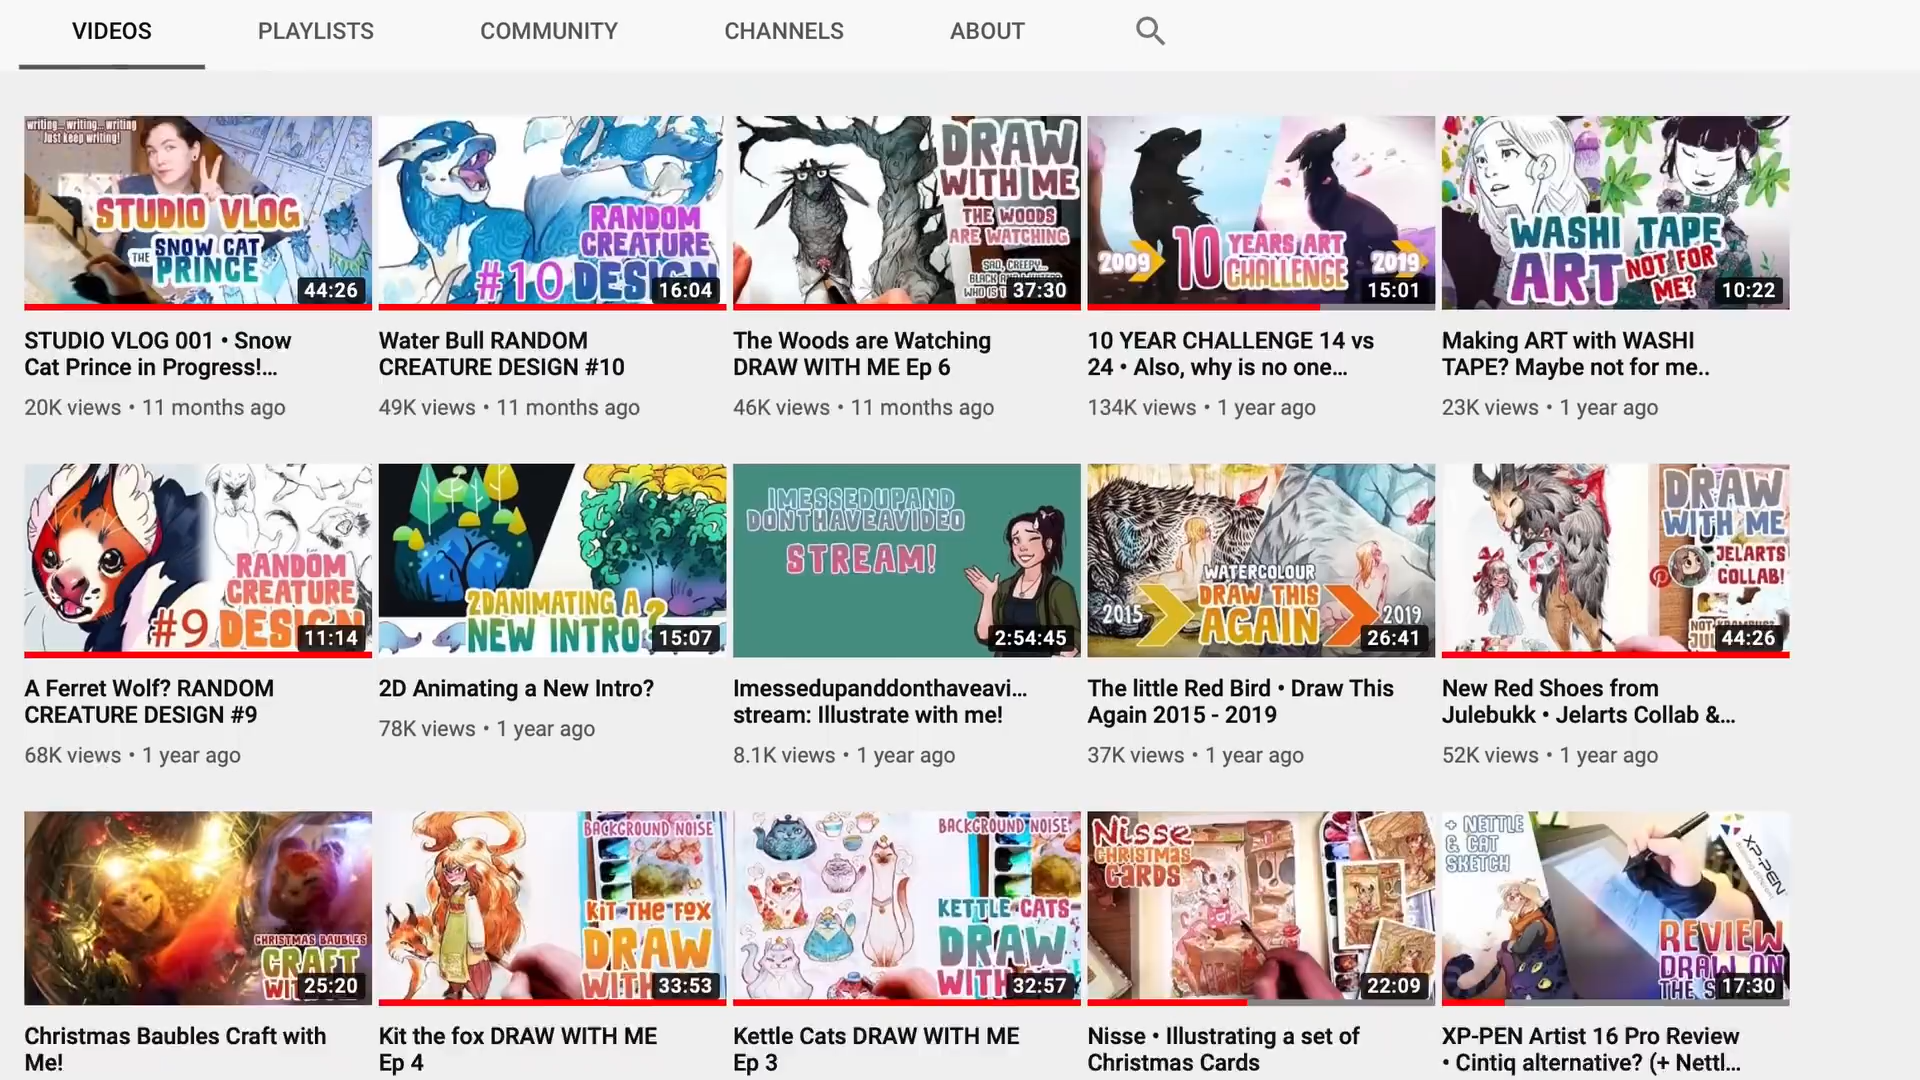 VIDEOS
PLAYLISTS
COMMUNITY
CHANNELS
ABOUT
writing... writing... writing
- Just keep writing!
STUDIO VLOG
THE SNOW CAT
PRINCE
44:26
RANDOM
CREATURE
#10 DESIGN
16:04
DRAW
WITH ME
THE WOODS
ARE WATCHING
SAD, CREEPY...
37:30
2009
10 YEARS ART
CHALLENGE
2019
15:01
WASHI TAPE
ART NOT FOR
ME?
10:22
STUDIO VLOG 001 • Snow
Cat Prince in Progress!...
20K views • 11 months ago
Water Bull RANDOM
CREATURE DESIGN #10
49K views • 11 months ago
The Woods are Watching
DRAW WITH ME Ep 6
46K views • 11 months ago
10 YEAR CHALLENGE 14 vs
24 • Also, why is no one...
134K views • 1 year ago
Making ART with WASHI
TAPE? Maybe not for me..
23K views • 1 year ago
RANDOM
CREATURE
#9 DESIGN
11:14
2DANIMATING A
NEW INTRO?
15:07
IMESSEDUPAND
DONTHAVEAVIDEO
STREAM!
2:54:45
WATERCOLOUR
2015
DRAW THIS
AGAIN
2019
26:41
DRAW
WITH ME
JELARTS
COLLAB!
44:26
A Ferret Wolf? RANDOM
CREATURE DESIGN #9
68K views • 1 year ago
2D Animating a New Intro?
78K views • 1 year ago
Imessedupanddonthaveavi...
stream: Illustrate with me!
8.1K views • 1 year ago
The little Red Bird • Draw This
Again 2015 - 2019
37K views • 1 year ago
New Red Shoes from
Julebukk • Jelarts Collab &...
52K views • 1 year ago
CHRISTMAS BAUBLES
CRAFT
25:20
BACKGROUND NOISE
KIT THE FOX
DRAW
WITH
33:53
BACKGROUND NOISE
KETTLE CATS
DRAW
WITH
32:57
Nisse
CHRISTMAS
CARDS
22:09
+ NETTLE
& CAT
SKETCH
XP-PEN
REVIEW
DRAW ON
THE
17:30
Christmas Baubles Craft with
Me!
Kit the fox DRAW WITH ME
Ep 4
Kettle Cats DRAW WITH ME
Ep 3
Nisse • Illustrating a set of
Christmas Cards
XP-PEN Artist 16 Pro Review
• Cintiq alternative? (+ Nettl...